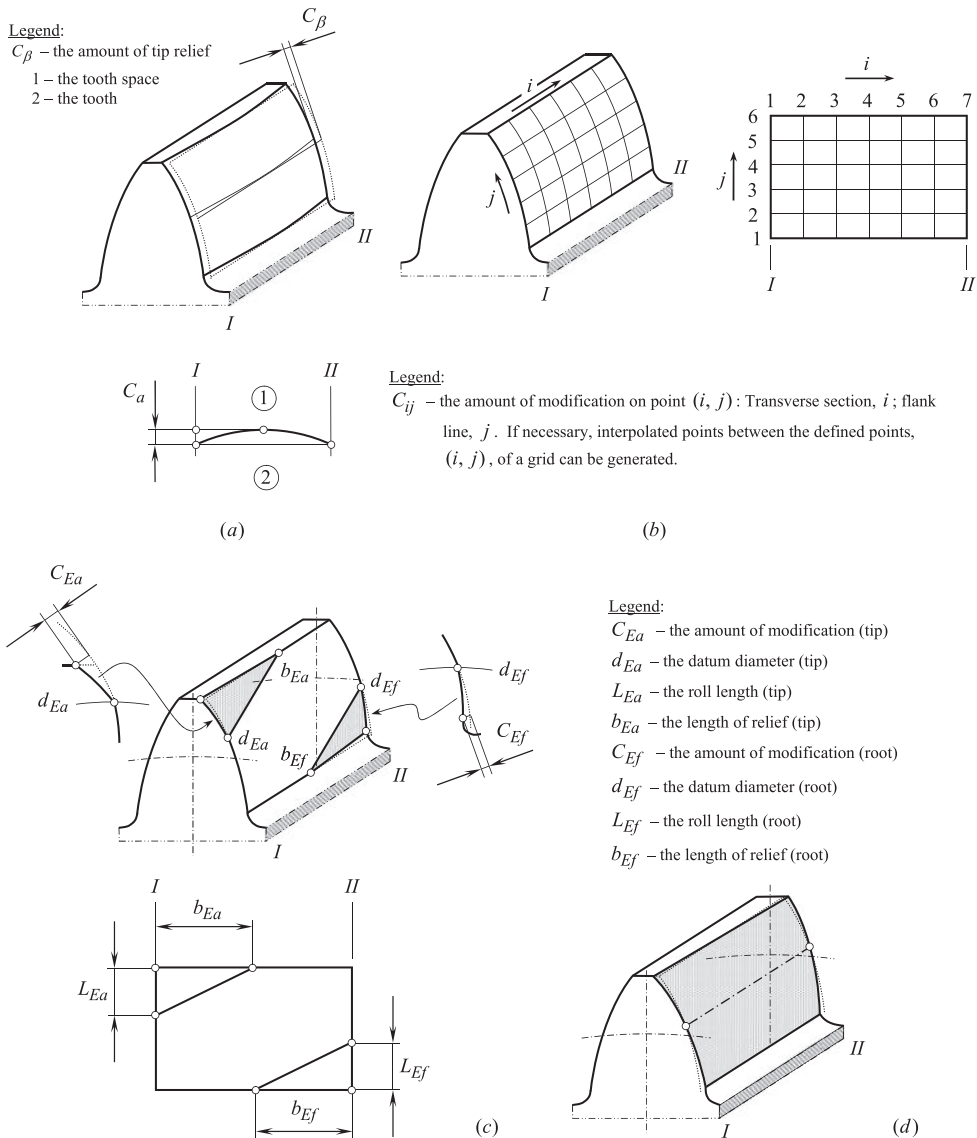 Legend:
C_β – the amount of tip relief
1 – the tooth space
2 – the tooth
C_β
I
II
i
j
I
II
i
1 2 3 4 5 6 7
6
5
4
3
2
1
j
I
II
I
II
C_a
1
2
(a)
Legend:
C_ij – the amount of modification on point (i, j) : Transverse section, i ; flank
line, j . If necessary, interpolated points between the defined points,
(i, j) , of a grid can be generated.
(b)
C_Ea
d_Ea
b_Ea
d_Ef
d_Ea
b_Ef
I
II
d_Ef
C_Ef
Legend:
C_Ea – the amount of modification (tip)
d_Ea – the datum diameter (tip)
L_Ea – the roll length (tip)
b_Ea – the length of relief (tip)
C_Ef – the amount of modification (root)
d_Ef – the datum diameter (root)
L_Ef – the roll length (root)
b_Ef – the length of relief (root)
I
II
b_Ea
L_Ea
L_Ef
b_Ef
(c)
I
II
(d)